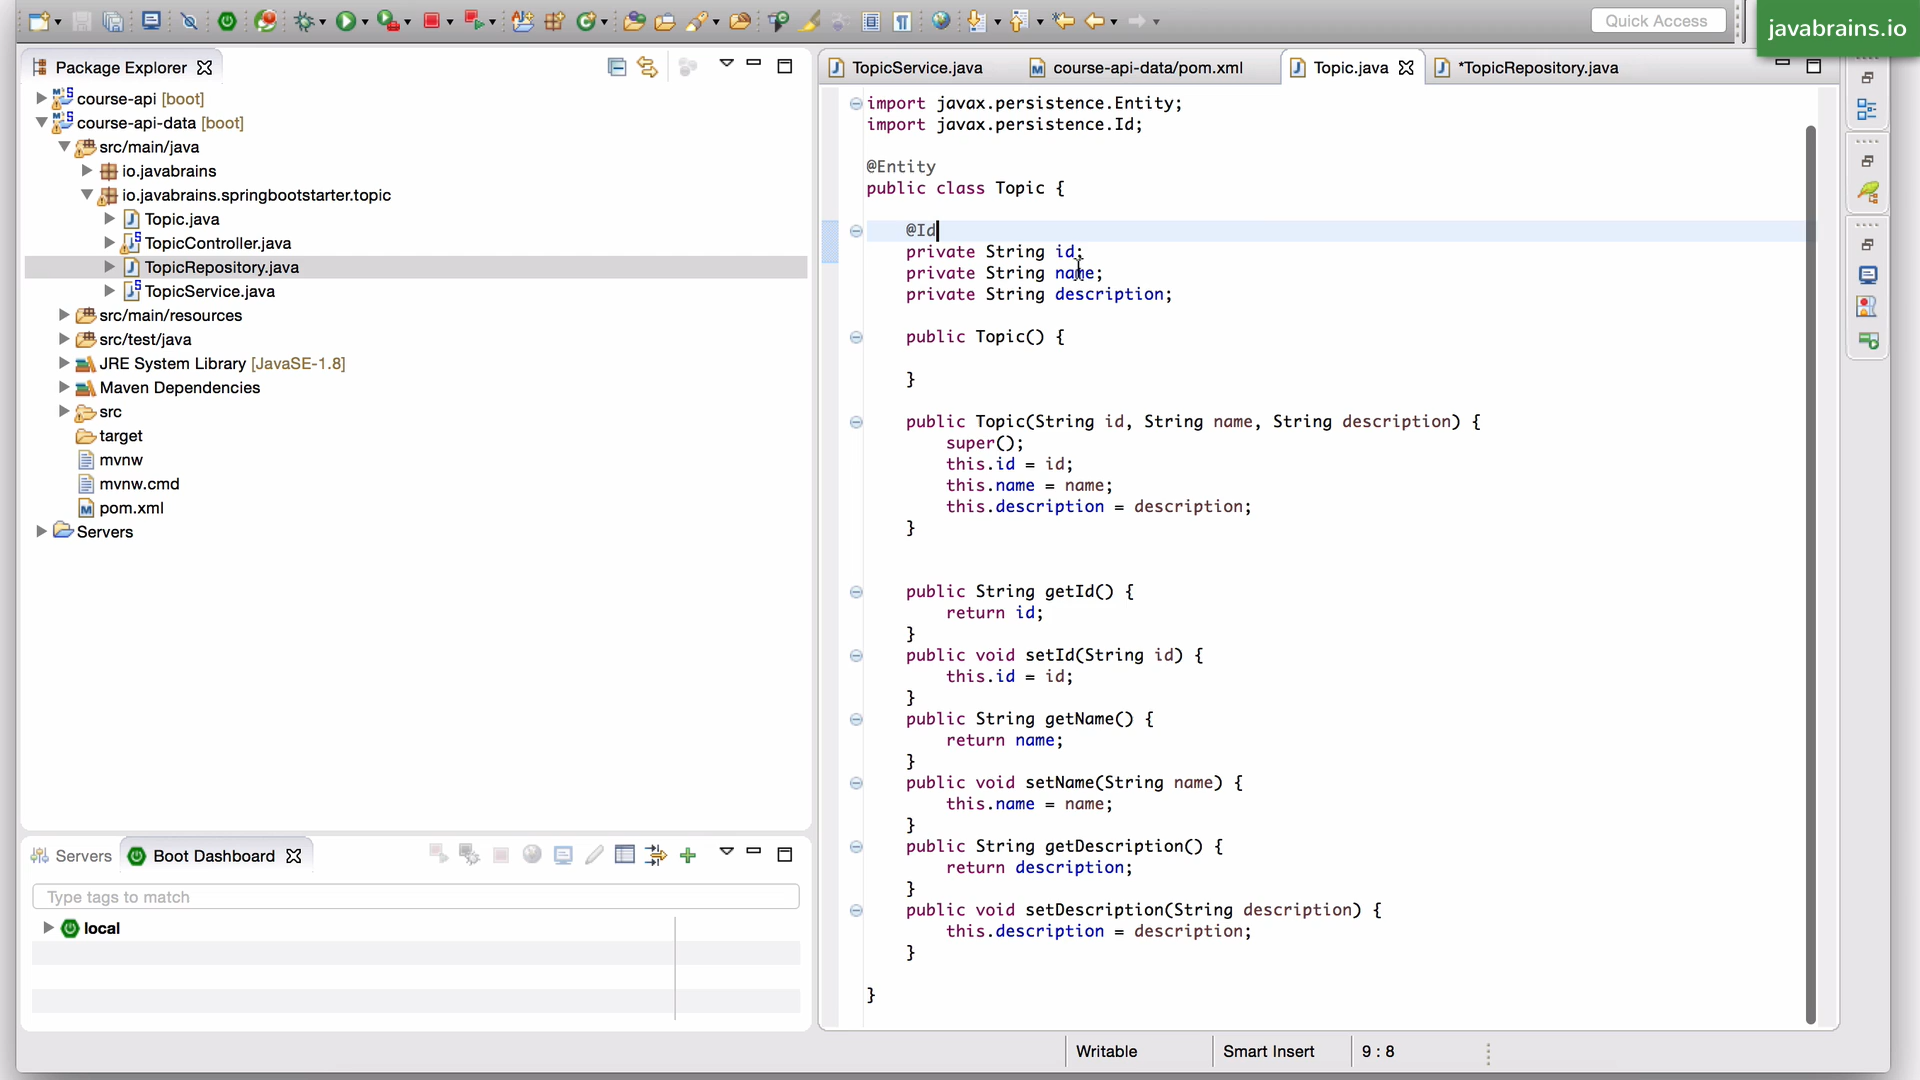 Quick Access
javabrains.io
Package Explorer
course-api [boot]
course-api-data [boot]
src/main/java
io.javabrains
io.javabrains.springbootstarter.topic
Topic.java
TopicController.java
TopicRepository.java
TopicService.java
src/main/resources
src/test/java
JRE System Library [JavaSE-1.8]
Maven Dependencies
src
target
mvnw
mvnw.cmd
pom.xml
Servers
Servers
Boot Dashboard
Type tags to match
local
TopicService.java
course-api-data/pom.xml
Topic.java
*TopicRepository.java
import javax.persistence.Entity;
import javax.persistence.Id;
@Entity
public class Topic {
@Id
private String id;
private String name;
private String description;
public Topic() {
}
public Topic(String id, String name, String description) {
super();
this.id = id;
this.name = name;
this.description = description;
}
public String getId() {
return id;
}
public void setId(String id) {
this.id = id;
}
public String getName() {
return name;
}
public void setName(String name) {
this.name = name;
}
public String getDescription() {
return description;
}
public void setDescription(String description) {
this.description = description;
}
}
Writable
Smart Insert
9 : 8